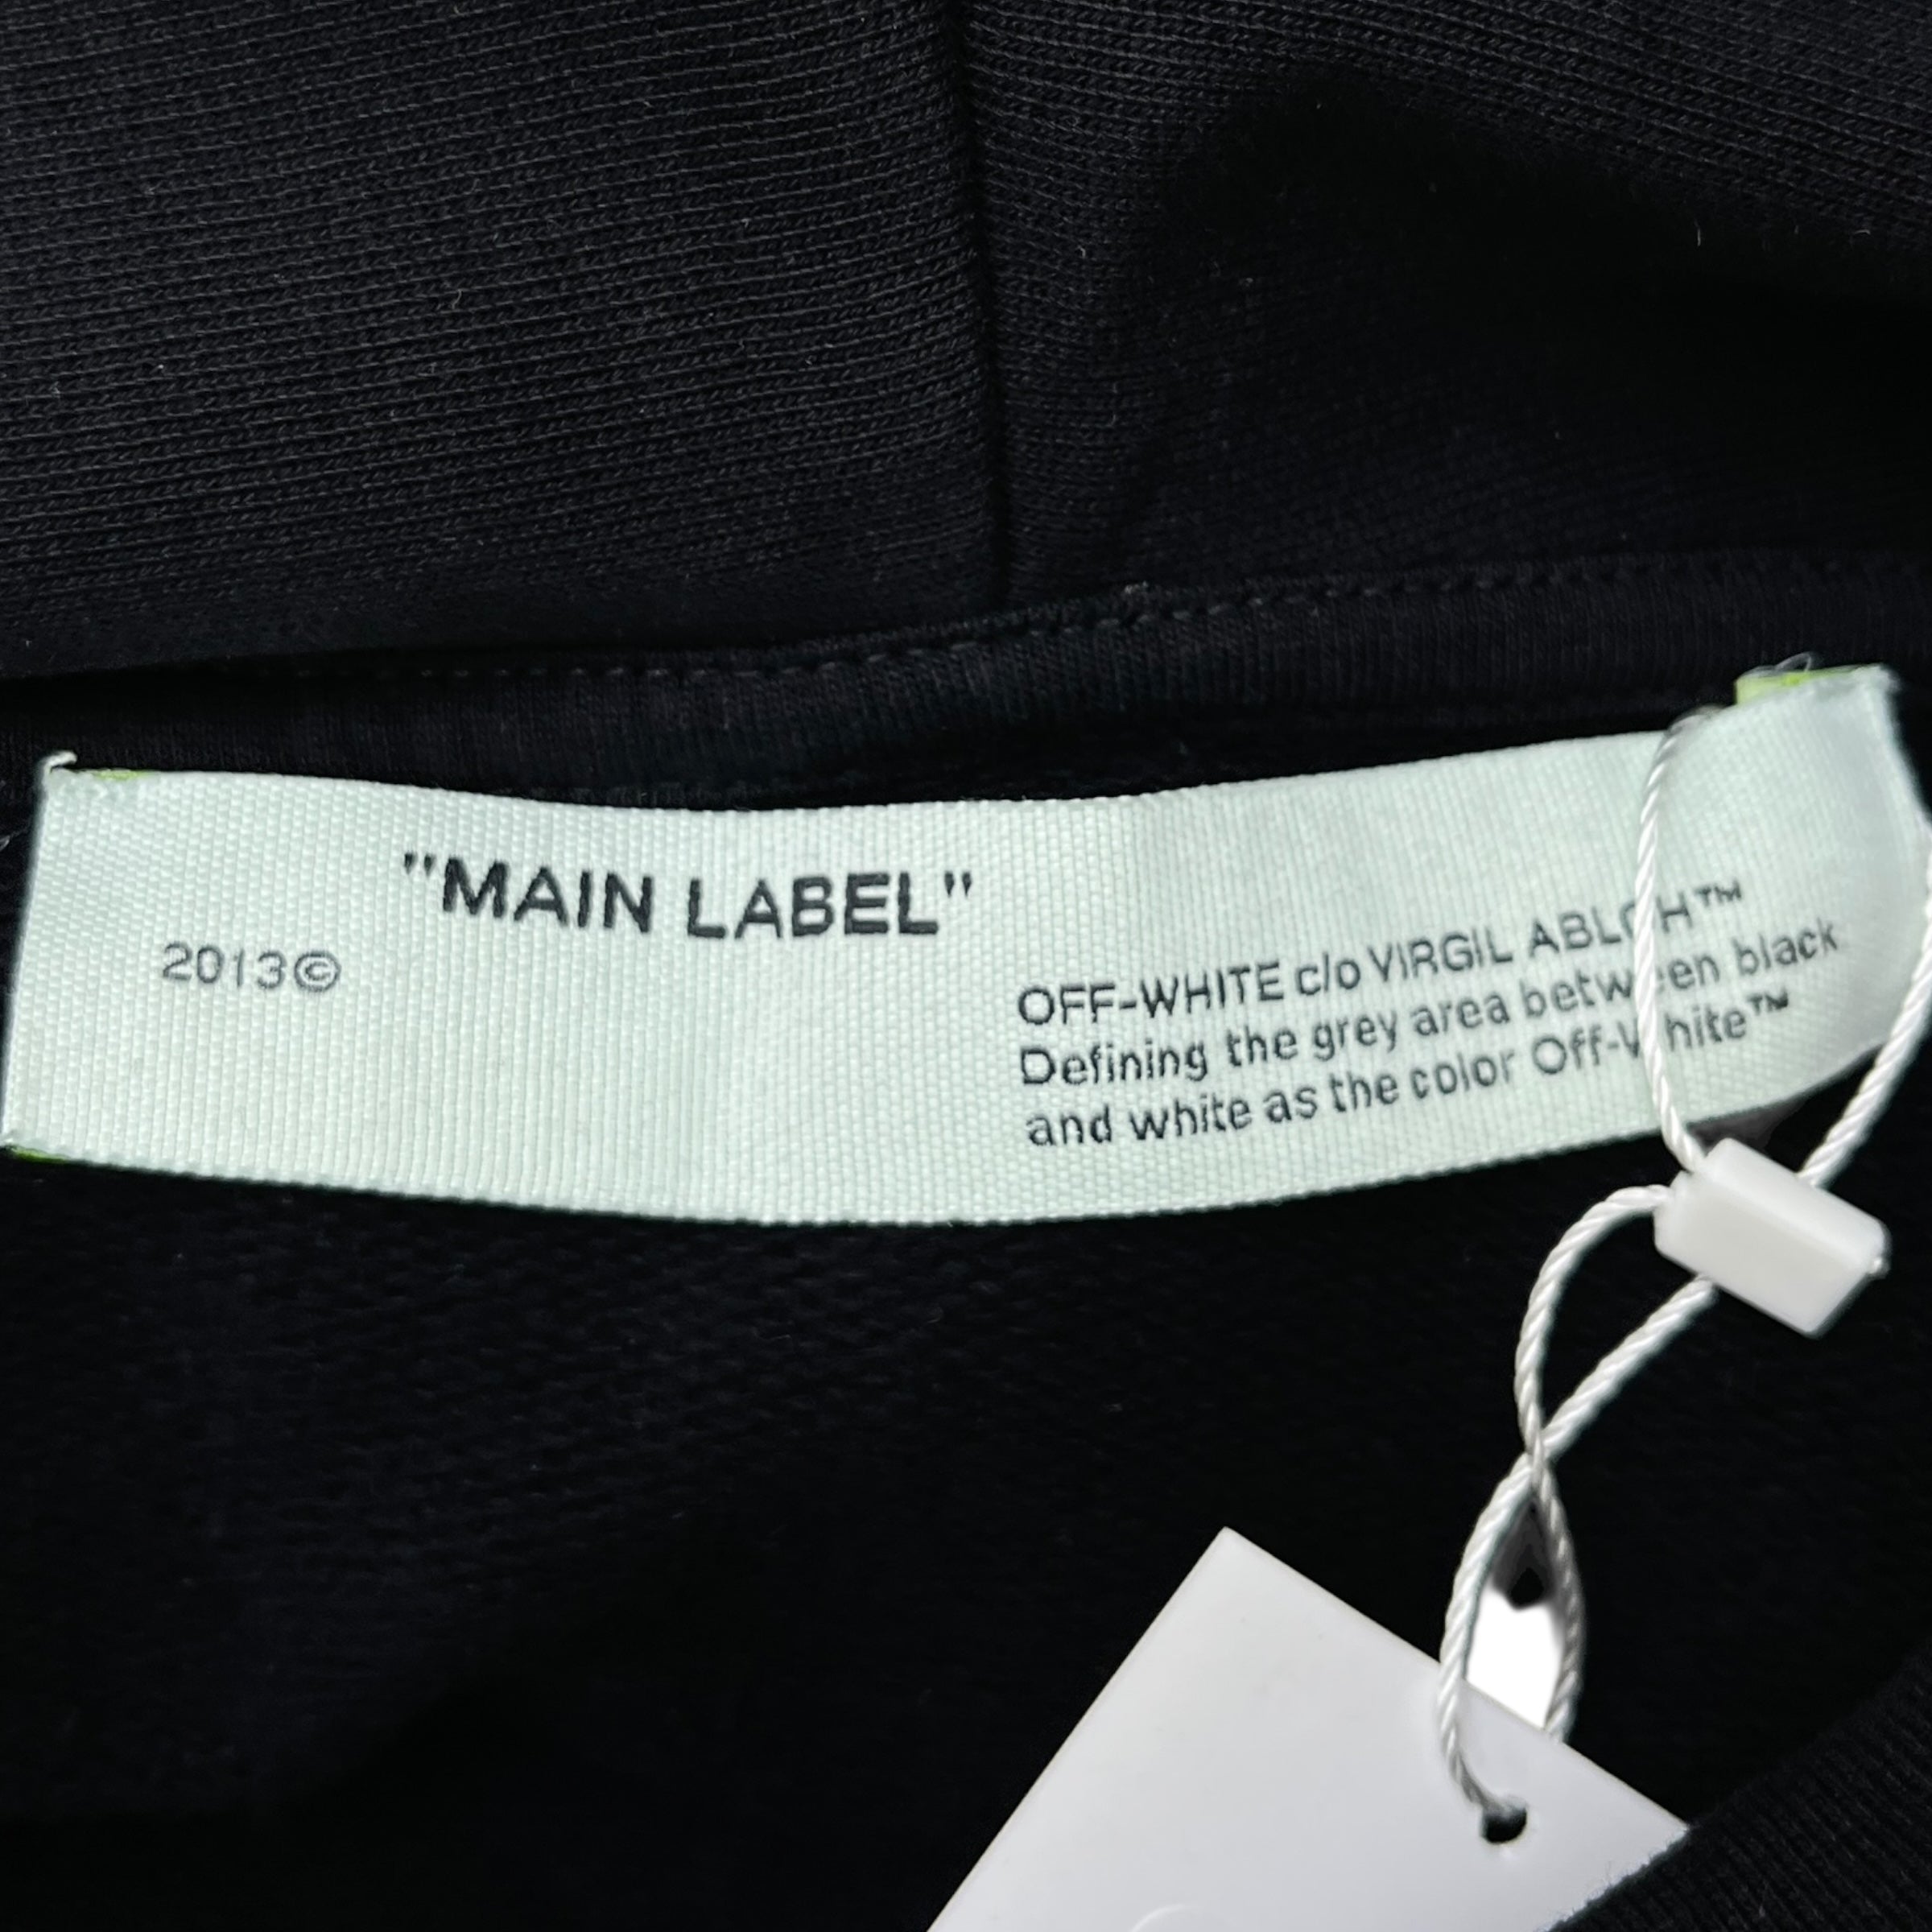 "MAIN LABEL"
2013©
OFF-WHITE c/o VIRGIL ABLOH™
Defining the grey area between black
and white as the color Off-White™